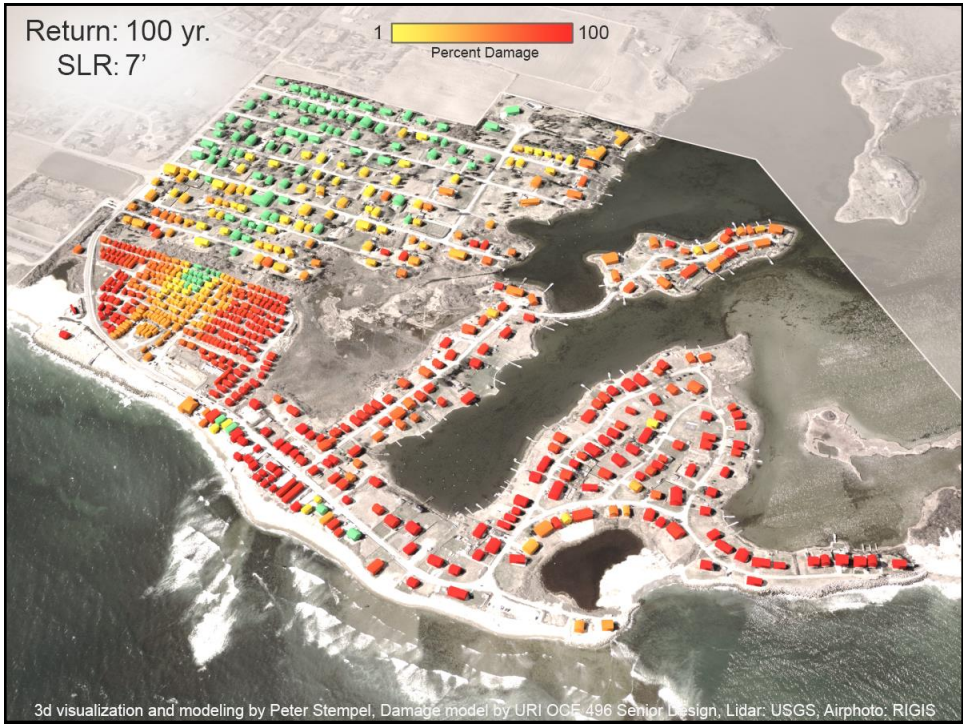 Return: 100 yr.
SLR: 7’
1 100
Percent Damage
3d visualization and modeling by Peter Stempel, Damage model by URI OCE 496 Senior Design, Lidar: USGS, Airphoto: RIGIS